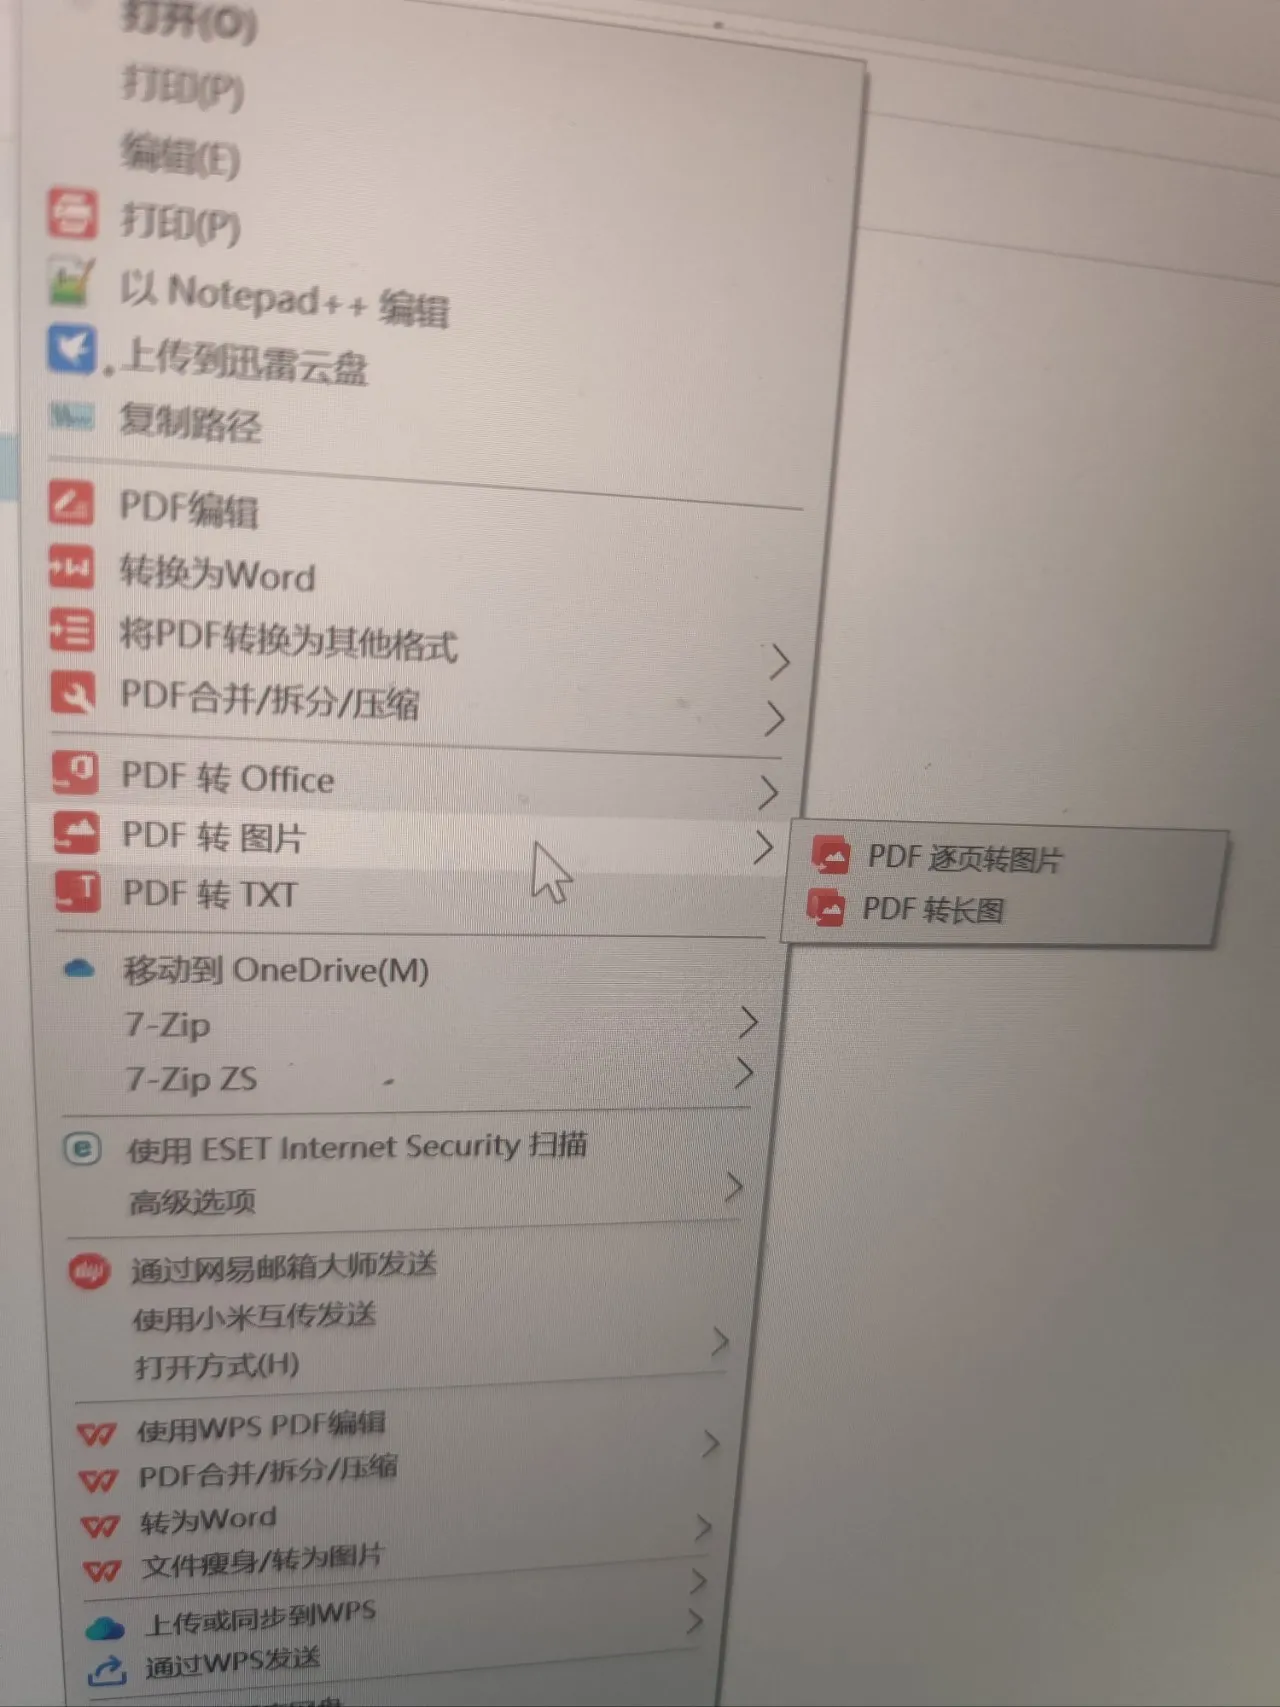 打开(O)
打印(P)
编辑(E)
打印(P)
以 Notepad++ 编辑
上传到迅雷云盘
复制路径
PDF编辑
转换为Word
将PDF转换为其他格式
PDF合并/拆分/压缩
PDF 转 Office
PDF 转 图片
PDF 逐页转图片
PDF 转长图
PDF 转 TXT
移动到 OneDrive(M)
7-Zip
7-Zip ZS
使用 ESET Internet Security 扫描
高级选项
通过网易邮箱大师发送
使用小米互传发送
打开方式(H)
使用WPS PDF编辑
PDF合并/拆分/压缩
转为Word
文件瘦身/转为图片
上传或同步到WPS
通过WPS发送